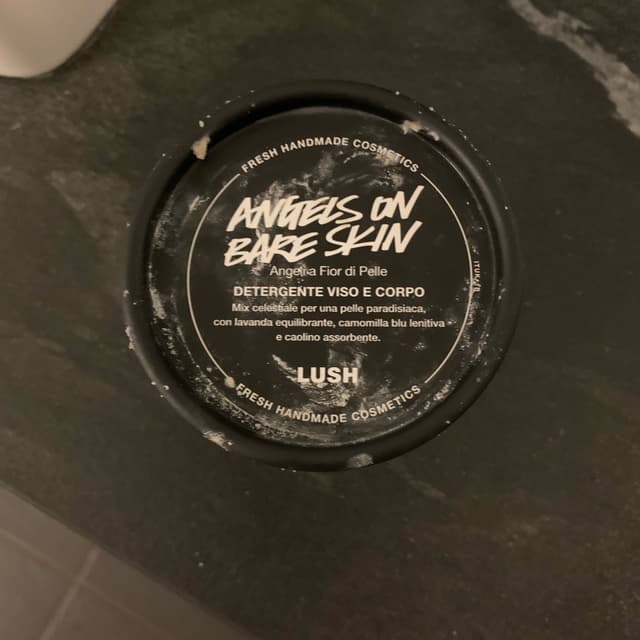 FRESH HANDMADE COSMETICS
ANGELS ON
BARE SKIN
Angeli a Fior di Pelle
DETERGENTE VISO E CORPO
Mix celestiale per una pelle paradisiaca,
con lavanda equilibrante, camomilla blu lenitiva
e caolino assorbente.
LUSH
FRESH HANDMADE COSMETICS